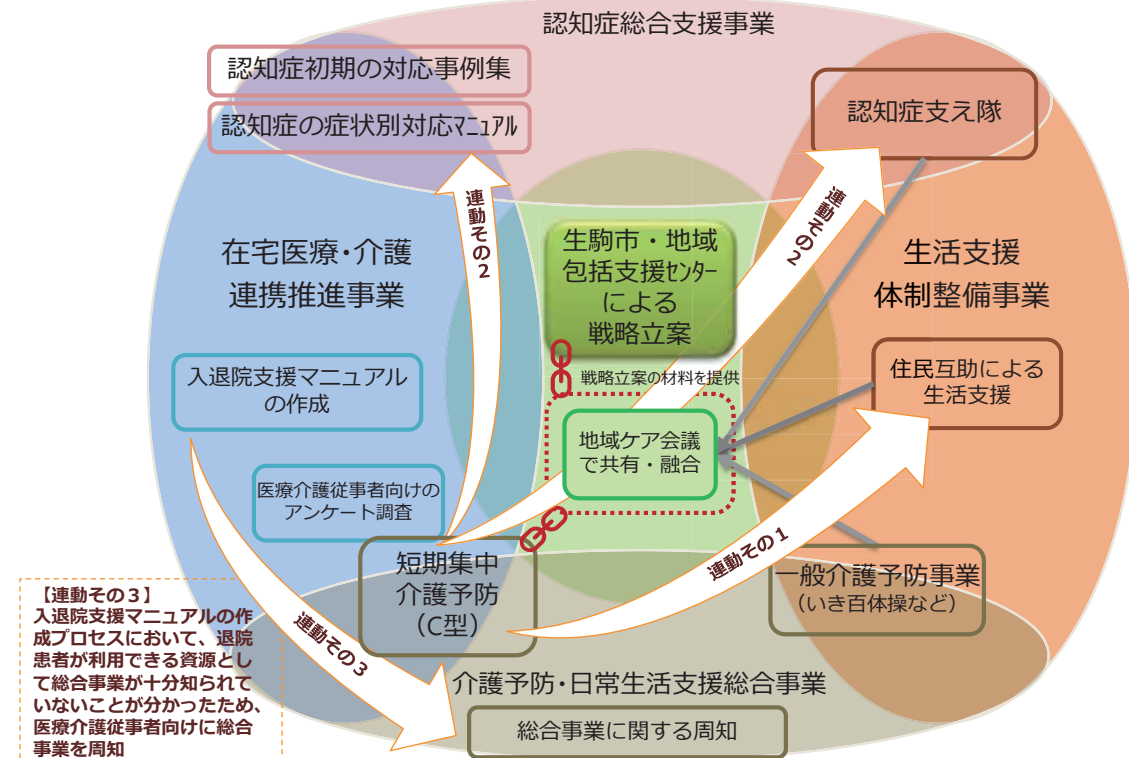 認知症総合支援事業
認知症初期の対応事例集
認知症の症状別対応ﾏﾆｭｱﾙ
認知症支え隊
連動その２
連動その２
在宅医療・介護
連携推進事業
生駒市・地域
包括支援ｾﾝﾀｰ
による
戦略立案
生活支援
体制整備事業
戦略立案の材料を提供
入退院支援マニュアル
の作成
住民互助による
生活支援
地域ケア会議
で共有・融合
医療介護従事者向けの
アンケート調査
連動その１
短期集中
介護予防
（C型）
一般介護予防事業
（いき百体操など）
連動その３
【連動その３】
入退院支援マニュアルの作
成プロセスにおいて、退院
患者が利用できる資源とし
て総合事業が十分知られて
いないことが分かったため、
医療介護従事者向けに総合
事業を周知
介護予防・日常生活支援総合事業
総合事業に関する周知